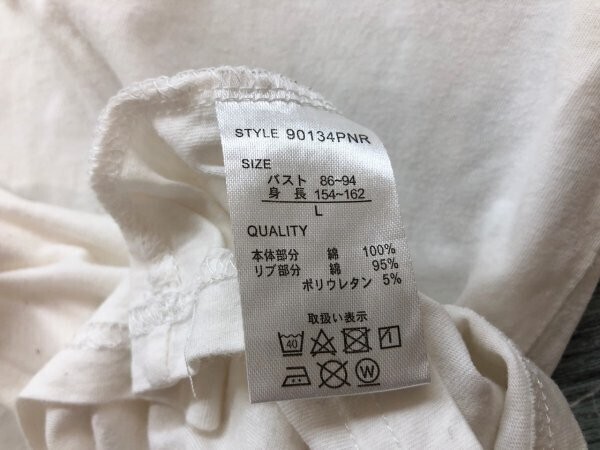 STYLE 90134PNR
SIZE
バスト 86~94
身 長 154~162
L
QUALITY
本体部分 綿 100%
リブ部分 綿 95%
ポリウレタン 5%
取扱い表示
40
W